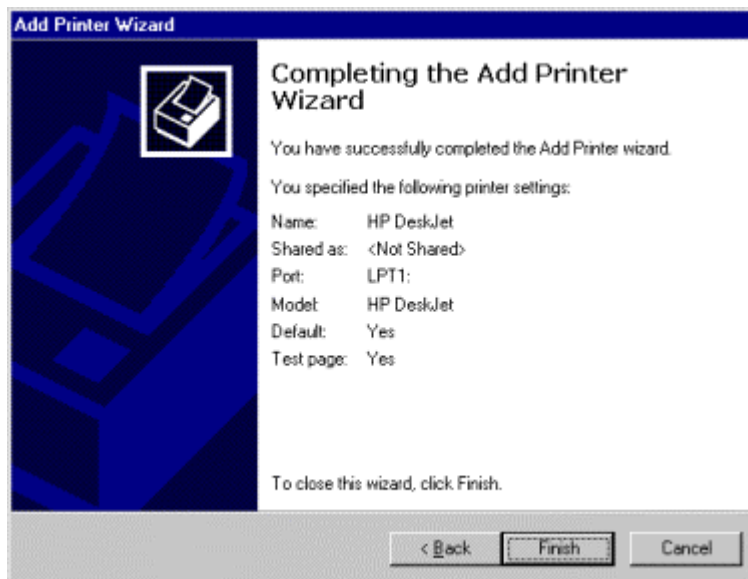 Add Printer Wizard
Completing the Add Printer
Wizard
You have successfully completed the Add Printer wizard.
You specified the following printer settings:
Name: HP DeskJet
Shared as: <Not Shared>
Port: LPT1:
Model: HP DeskJet
Default: Yes
Test page: Yes
To close this wizard, click Finish.
< Back Finish Cancel